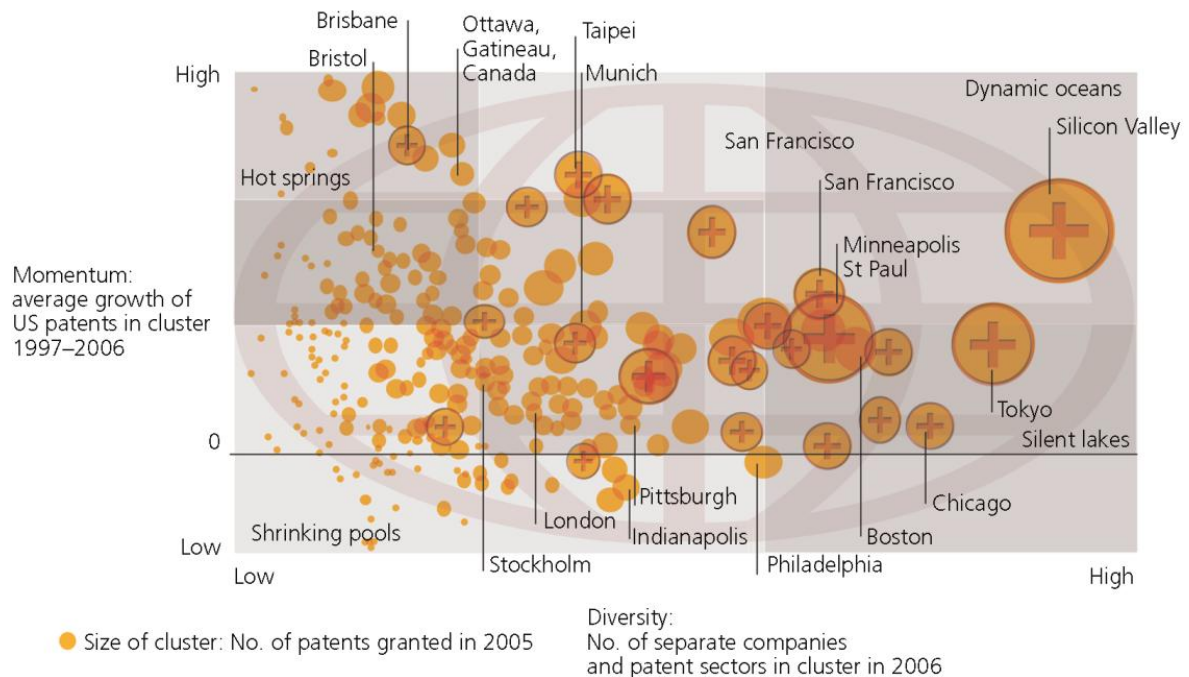 Brisbane
Bristol
Ottawa,
Gatineau,
Canada
Taipei
Munich
High
Dynamic oceans
Silicon Valley
San Francisco
San Francisco
Hot springs
Minneapolis
St Paul
Momentum:
average growth of
US patents in cluster
1997–2006
Tokyo
0
Silent lakes
Pittsburgh
Chicago
London
Indianapolis
Boston
Shrinking pools
Low
Stockholm
Philadelphia
Low
High
Size of cluster: No. of patents granted in 2005
Diversity:
No. of separate companies
and patent sectors in cluster in 2006